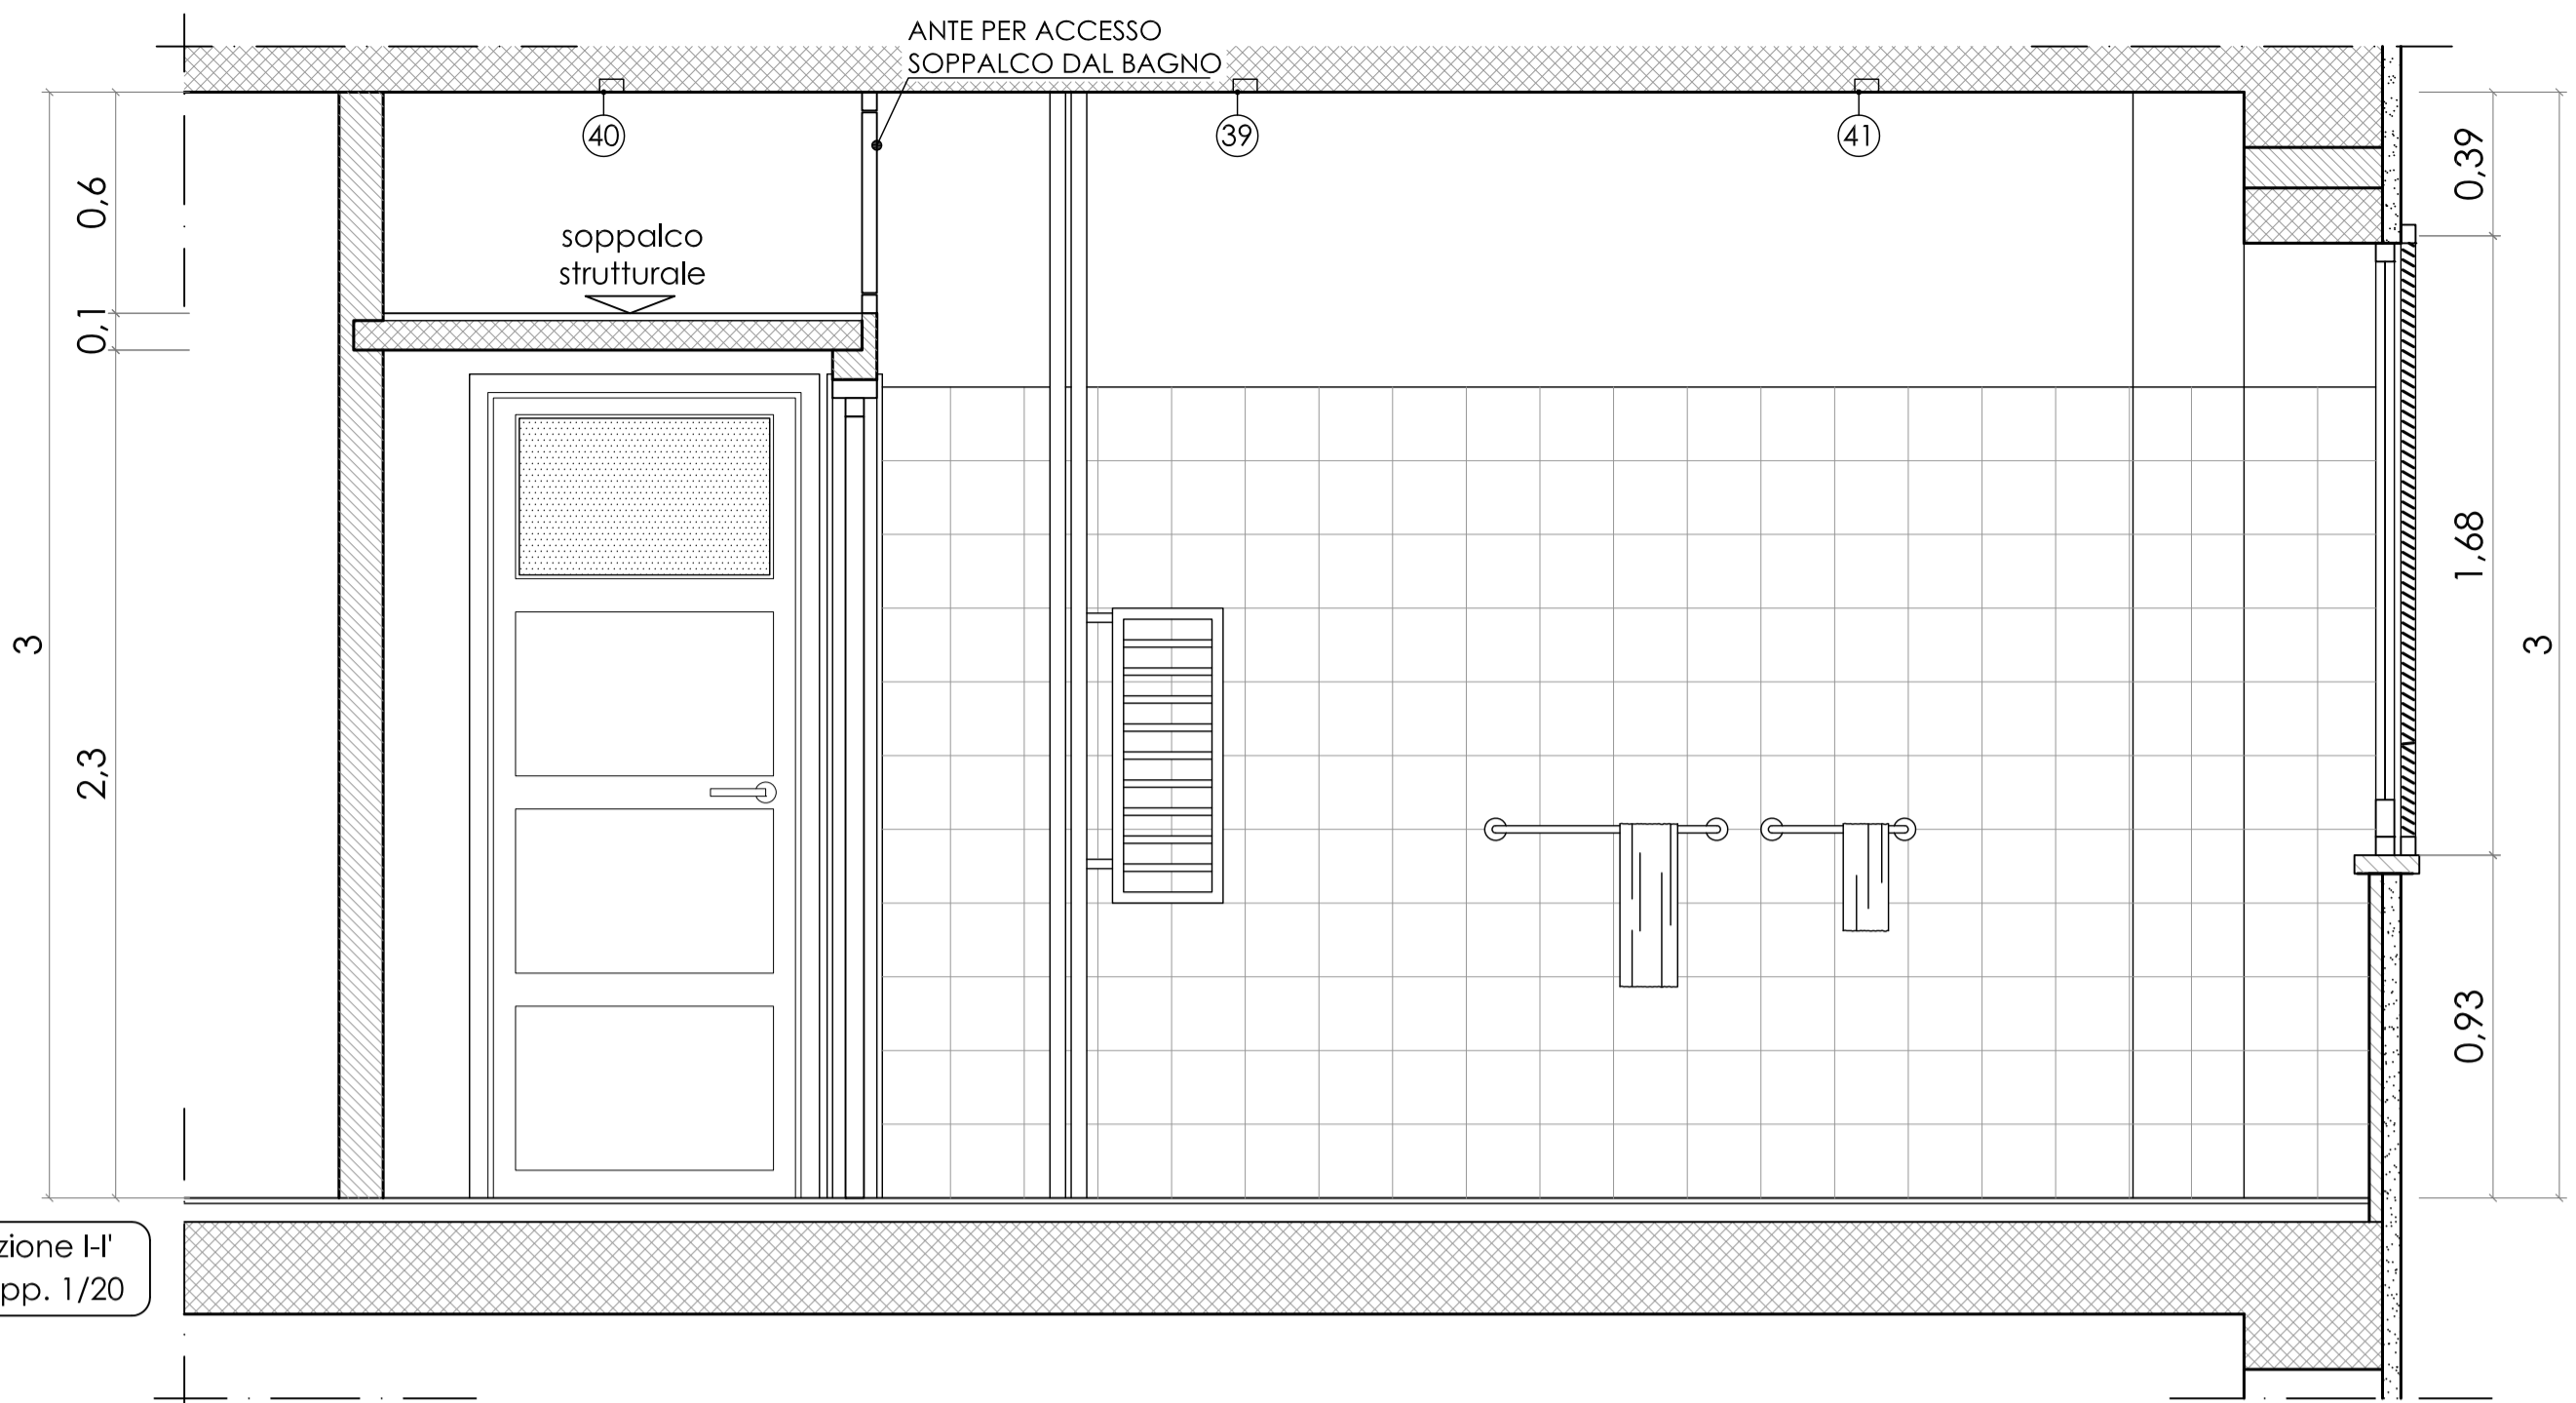 ANTE PER ACCESSO
SOPPALCO DAL BAGNO
40
39
41
soppalco
strutturale
0,6
0,1
2,3
3
0,39
1,68
0,93
3
zione I-I'
pp. 1/20